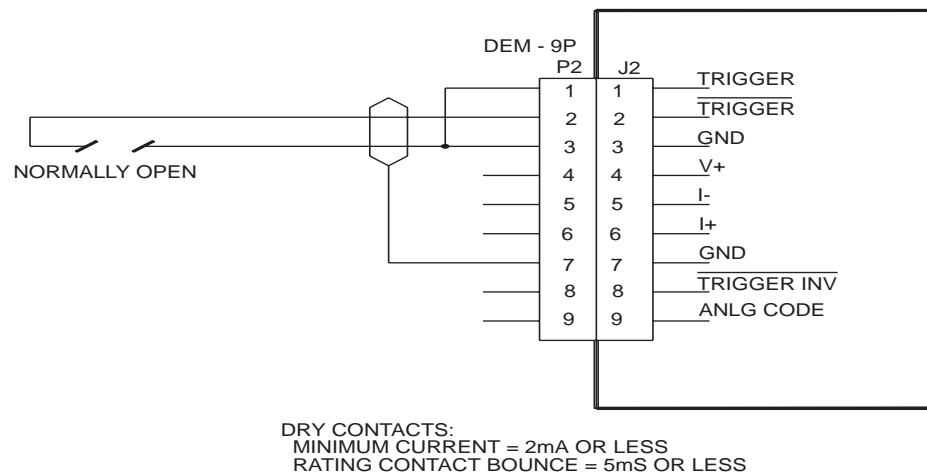 DEM - 9P
P2 J2
1 1 TRIGGER
2 2 TRIGGER
3 3 GND
NORMALLY OPEN
4 4 V+
5 5 I-
6 6 I+
7 7 GND
8 8 TRIGGER INV
9 9 ANLG CODE
DRY CONTACTS:
MINIMUM CURRENT = 2mA OR LESS
RATING CONTACT BOUNCE = 5mS OR LESS